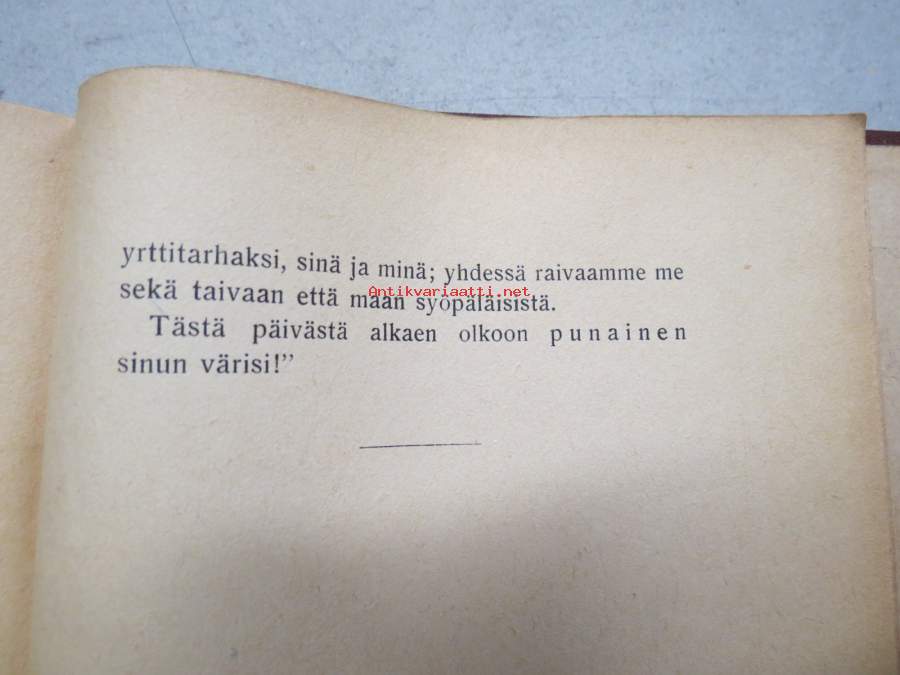 yrttitarhaksi, sinä ja minä; yhdessä raivaamme me
Antikvariaatti.net
sekä taivaan että maan syöpäläisistä.
Tästä päivästä alkaen olkoon punainen
sinun värisi!”